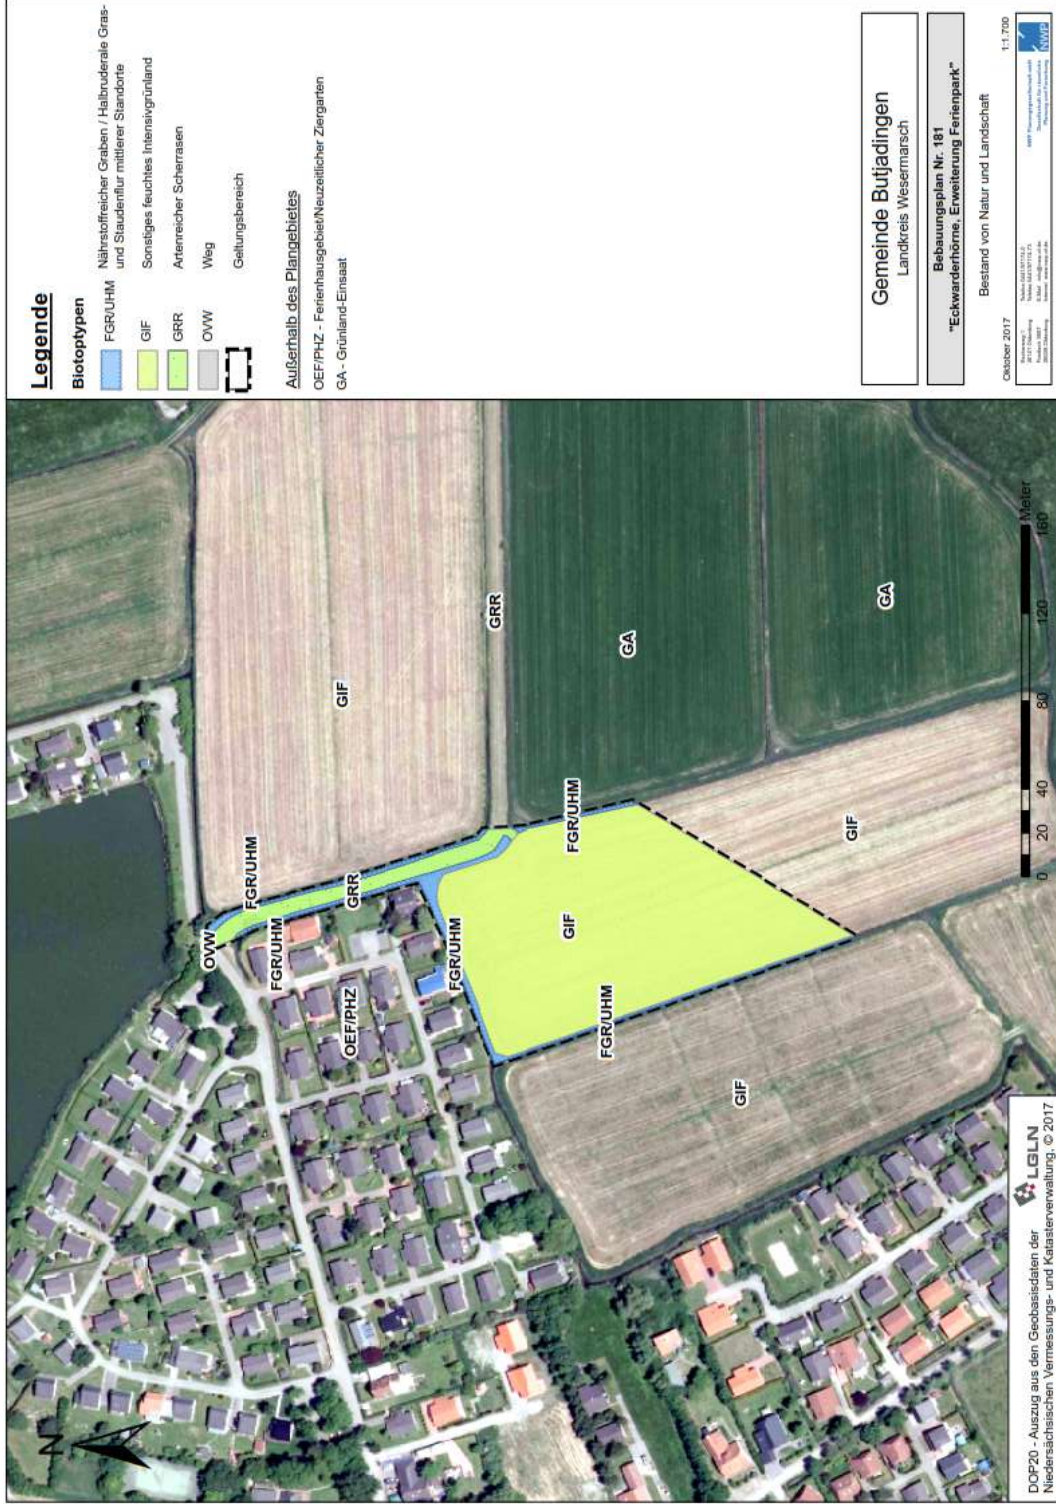 Legende
Biotoptypen
FGR/UHM
Nährstoffreicher Graben / Halbruderale Gras-
und Staudenflur mittlerer Standorte
GIF
Sonstiges feuchtes Intensivgrünland
GRR
Artenreicher Scherrasen
OVW
Weg
Geltungsbereich
Außerhalb des Plangebietes
OEF/PHZ - Ferienhausgebiet/Neuzeitlicher Ziergarten
GA - Grünland-Einsaat
Gemeinde Butjadingen
Landkreis Wesermarsch
Bebauungsplan Nr. 181
"Eckwarderhörne, Erweiterung Ferienpark"
Bestand von Natur und Landschaft
Oktober 2017
1:1.700
NWP
N
OVW
FGR/UHM
FGR/UHM
GRR
OEF/PHZ
GIF
GRR
FGR/UHM
FGR/UHM
GIF
GA
FGR/UHM
GIF
GIF
GA
0 20 40 80 120 160
Meter
DOP20 - Auszug aus den Geobasisdaten der
LGLN
Niedersächsischen Vermessungs- und Katasterverwaltung, © 2017